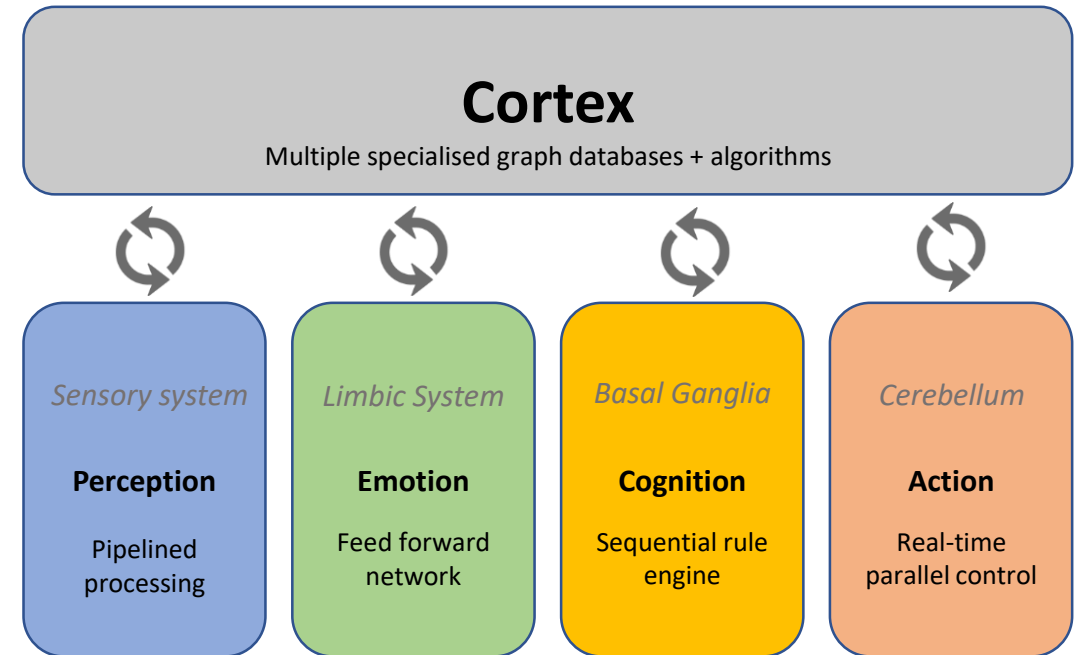 Cortex
Multiple specialised graph databases + algorithms
Sensory system
Perception
Pipelined
processing
Limbic System
Emotion
Feed forward
network
Basal Ganglia
Cognition
Sequential rule
engine
Cerebellum
Action
Real-time
parallel control